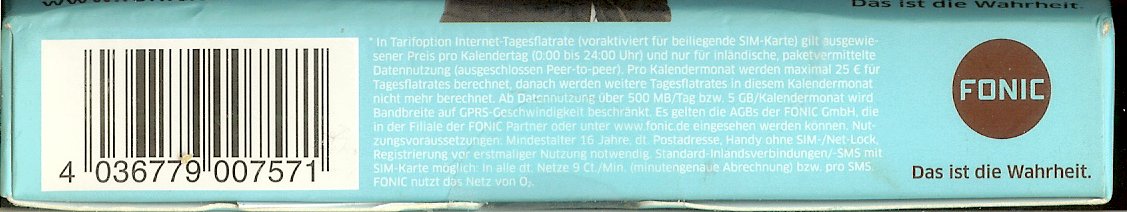 Das ist die Wahrheit.
* In Tarifoption Internet-Tagesflatrate (voraktiviert für beiliegende SIM-Karte) gilt ausgewie-
sener Preis pro Kalendertag (0:00 bis 24:00 Uhr) und nur für inländische, paketvermittelte
Datennutzung (ausgeschlossen Peer-to-peer). Pro Kalendermonat werden maximal 25 € für
Tagesflatrates berechnet, danach werden weitere Tagesflatrates in diesem Kalendermonat
nicht mehr berechnet. Ab Datennutzung über 500 MB/Tag bzw. 5 GB/Kalendermonat wird
Bandbreite auf GPRS-Geschwindigkeit beschränkt. Es gelten die AGBs der FONIC GmbH, die
in der Filiale der FONIC Partner oder unter www.fonic.de eingesehen werden können. Nut-
zungsvoraussetzungen: Mindestalter 16 Jahre, dt. Postadresse, Handy ohne SIM-/Net-Lock,
Registrierung vor erstmaliger Nutzung notwendig. Standard-Inlandsverbindungen/-SMS mit
SIM-Karte möglich: In alle dt. Netze 9 Ct./Min. (minutengenaue Abrechnung) bzw. pro SMS.
FONIC nutzt das Netz von O₂.
4 036779 007571
FONIC
Das ist die Wahrheit.